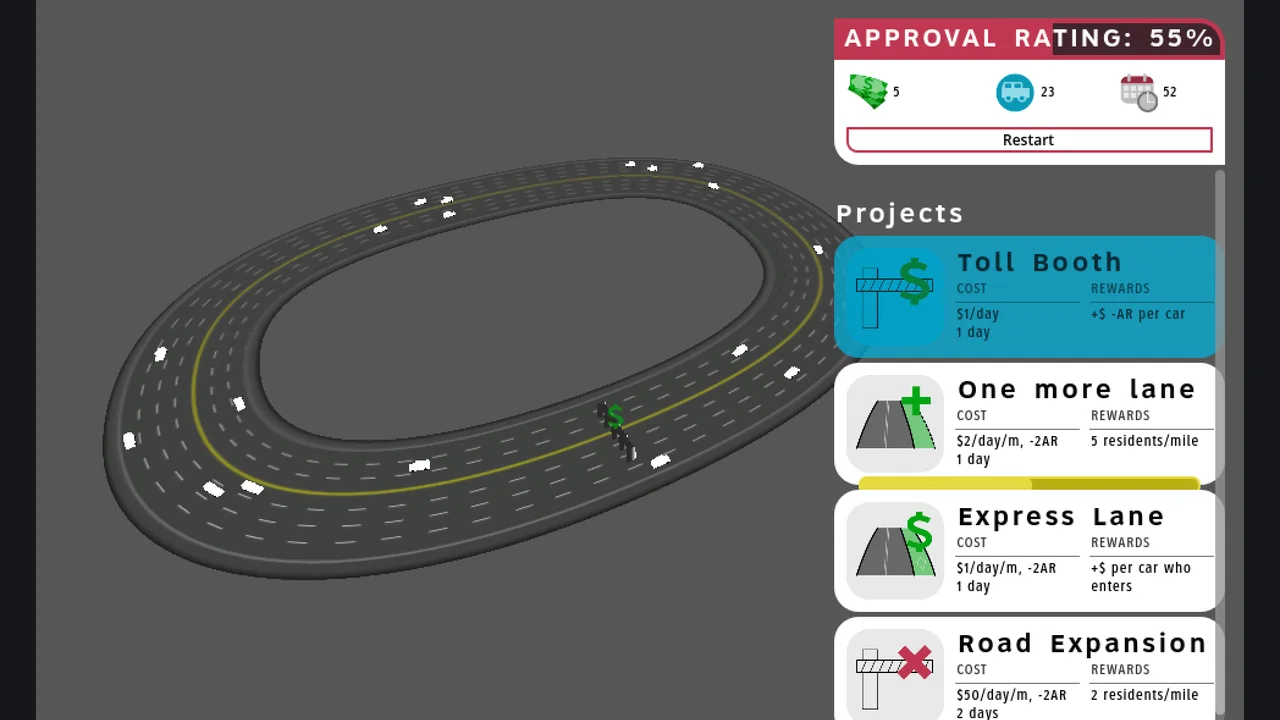 APPROVAL RATING: 55%
5 23 52
Restart
Projects
Toll Booth
COST REWARDS
$1/day +$ -AR per car
1 day
One more lane
COST REWARDS
$2/day/m, -2AR 5 residents/mile
1 day
Express Lane
COST REWARDS
$1/day/m, -2AR +$ per car who
1 day enters
Road Expansion
COST REWARDS
$50/day/m, -2AR 2 residents/mile
2 days